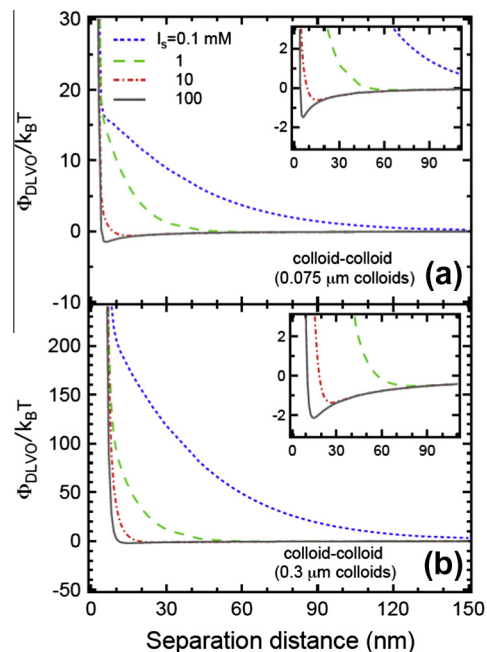 30
20
10
0
-10
Φ_DLVO/k_BT
I_s=0.1 mM
1
10
100
2
0
-2
0 30 60 90
colloid-colloid
(0.075 μm colloids)
(a)
200
150
100
50
0
-50
Φ_DLVO/k_BT
2
0
-2
0 30 60 90
colloid-colloid
(0.3 μm colloids)
(b)
0 30 60 90 120 150
Separation distance (nm)